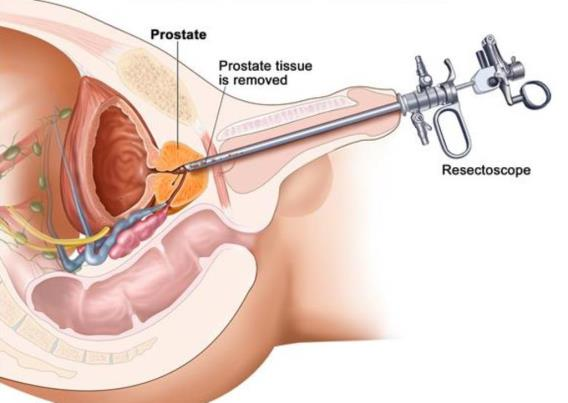 Prostate
Prostate tissue
is removed
Resectoscope